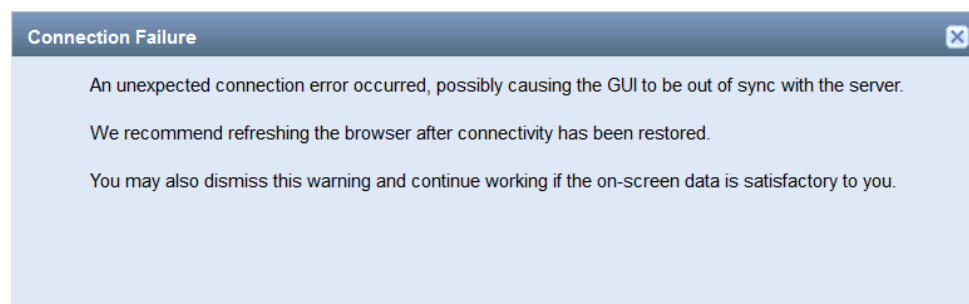 Connection Failure
An unexpected connection error occurred, possibly causing the GUI to be out of sync with the server.
We recommend refreshing the browser after connectivity has been restored.
You may also dismiss this warning and continue working if the on-screen data is satisfactory to you.